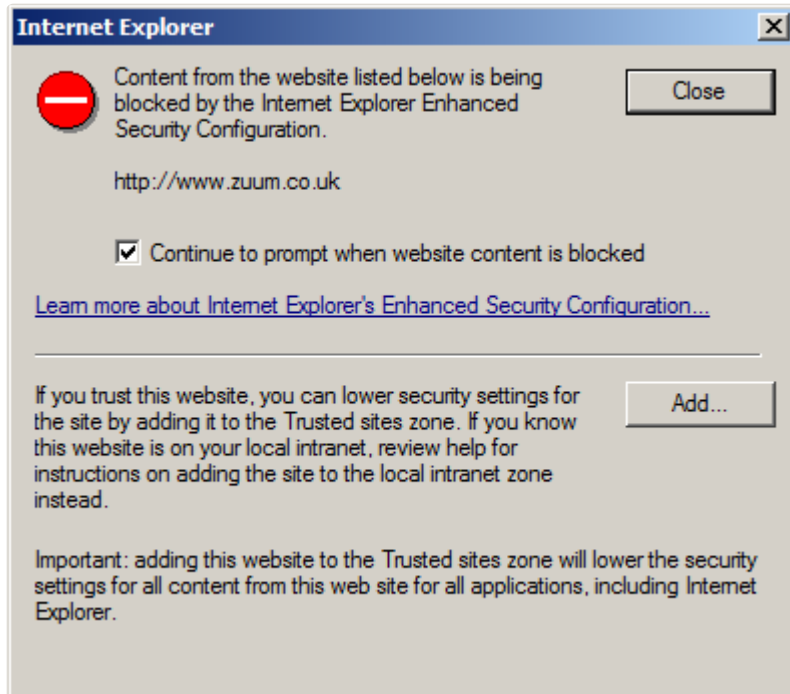 Internet Explorer
Content from the website listed below is being
blocked by the Internet Explorer Enhanced
Security Configuration.
Close
http://www.zuum.co.uk
Continue to prompt when website content is blocked
Learn more about Internet Explorer's Enhanced Security Configuration...
If you trust this website, you can lower security settings for
the site by adding it to the Trusted sites zone. If you know
this website is on your local intranet, review help for
instructions on adding the site to the local intranet zone
instead.
Add...
Important: adding this website to the Trusted sites zone will lower the security
settings for all content from this web site for all applications, including Internet
Explorer.